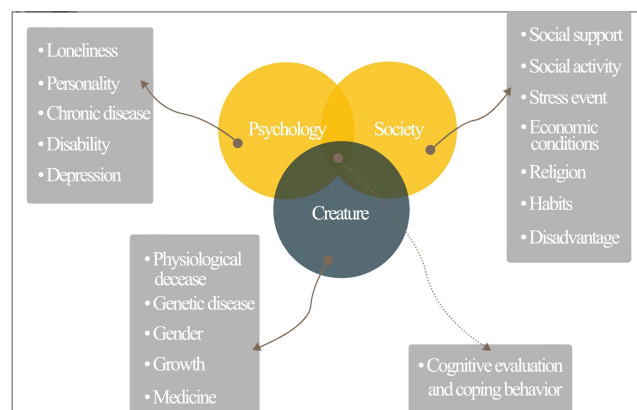 • Loneliness
• Personality
• Chronic disease
• Disability
• Depression
Psychology
Society
Creature
• Social support
• Social activity
• Stress event
• Economic
conditions
• Religion
• Habits
• Disadvantage
• Physiological
decease
• Genetic disease
• Gender
• Growth
• Medicine
• Cognitive evaluation
and coping behavior